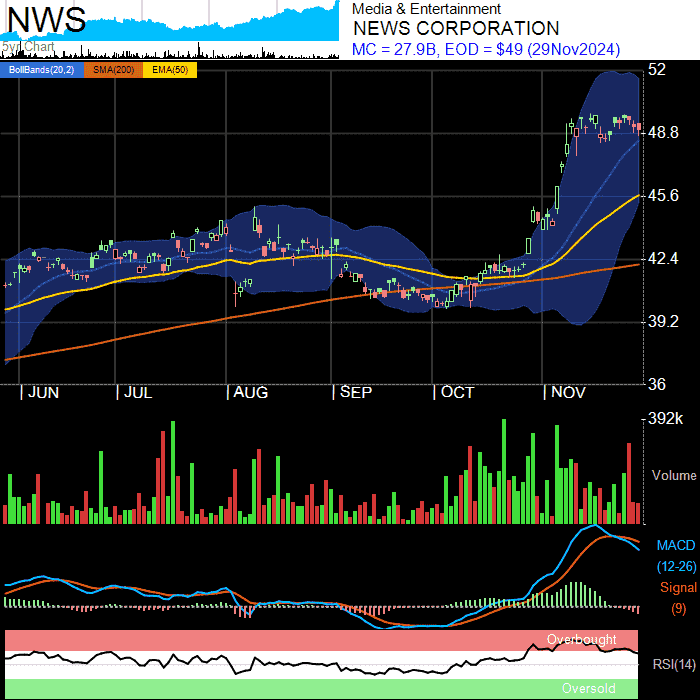 NWS
5yr Chart
Media & Entertainment
NEWS CORPORATION
MC = 27.9B, EOD = $49 (29Nov2024)
BollBands(20,2) SMA(200) EMA(50)
52
48.8
45.6
42.4
39.2
36
JUN JUL AUG SEP OCT NOV
392k
Volume
MACD
(12-26)
Signal
(9)
Overbought
RSI(14)
Oversold